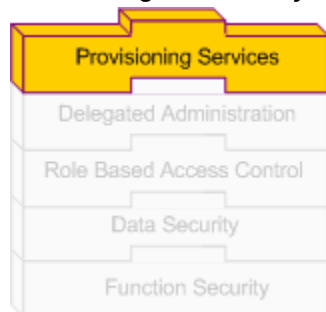 Provisioning Services
Delegated Administration
Role Based Access Control
Data Security
Function Security